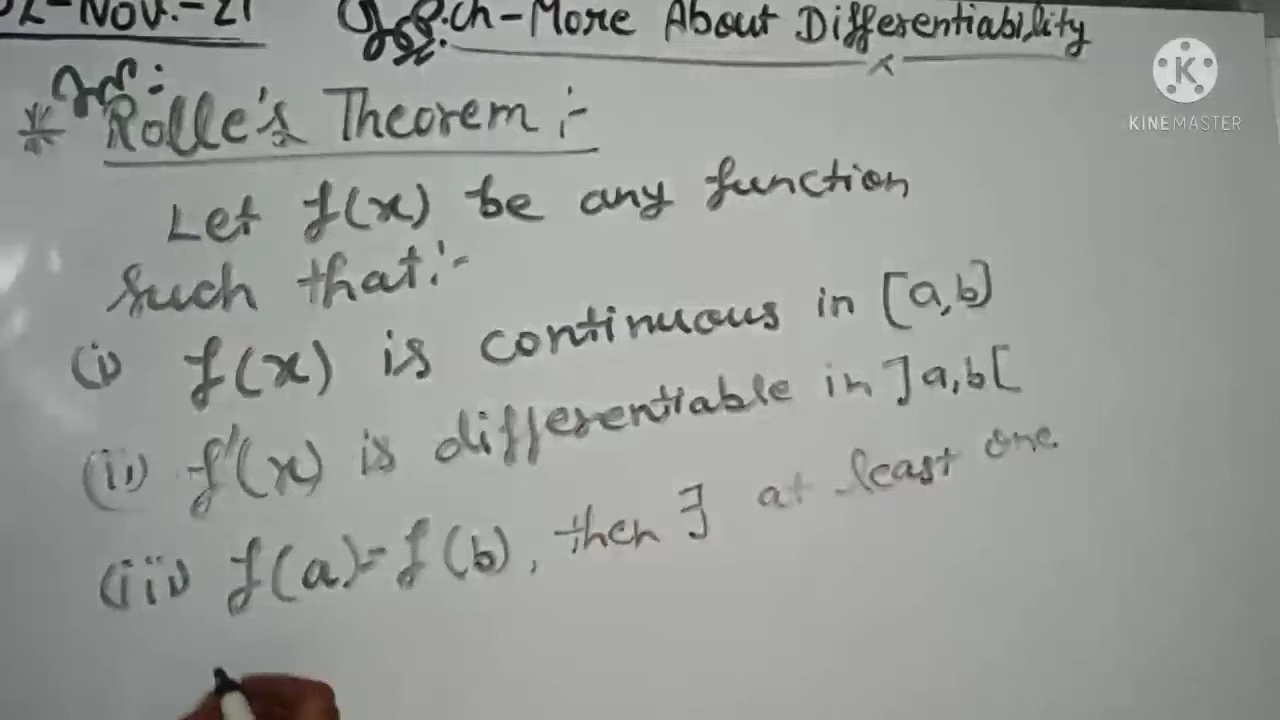 Nov.-21
Ch-More About Differentiability
KINEMASTER
* Rolle's Theorem :-
Let f(x) be any function
such that:-
(i) f(x) is continuous in [a,b]
(ii) f'(x) is differentiable in ]a,b[
(iii) f(a)=f(b), then ∃ at least one